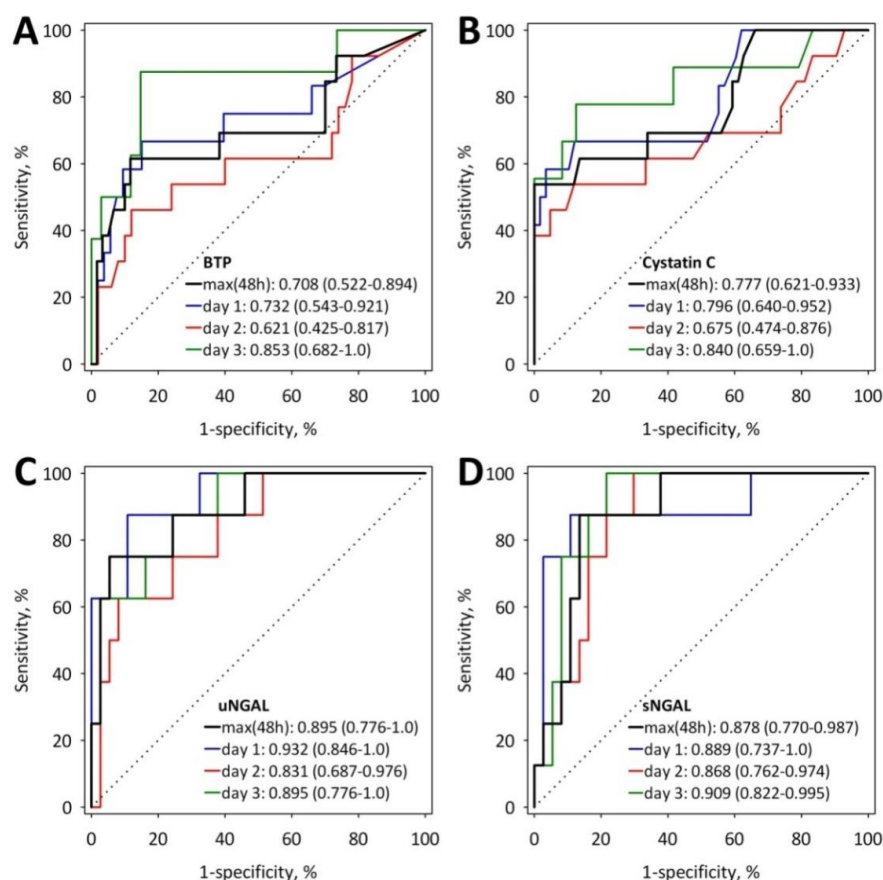 A
100
80
60
40
20
0
Sensitivity, %
BTP
max(48h): 0.708 (0.522-0.894)
day 1: 0.732 (0.543-0.921)
day 2: 0.621 (0.425-0.817)
day 3: 0.853 (0.682-1.0)
0 20 40 60 80 100
1-specificity, %
B
100
80
60
40
20
0
Sensitivity, %
Cystatin C
max(48h): 0.777 (0.621-0.933)
day 1: 0.796 (0.640-0.952)
day 2: 0.675 (0.474-0.876)
day 3: 0.840 (0.659-1.0)
0 20 40 60 80 100
1-specificity, %
C
100
80
60
40
20
0
Sensitivity, %
uNGAL
max(48h): 0.895 (0.776-1.0)
day 1: 0.932 (0.846-1.0)
day 2: 0.831 (0.687-0.976)
day 3: 0.895 (0.776-1.0)
0 20 40 60 80 100
1-specificity, %
D
100
80
60
40
20
0
Sensitivity, %
sNGAL
max(48h): 0.878 (0.770-0.987)
day 1: 0.889 (0.737-1.0)
day 2: 0.868 (0.762-0.974)
day 3: 0.909 (0.822-0.995)
0 20 40 60 80 100
1-specificity, %